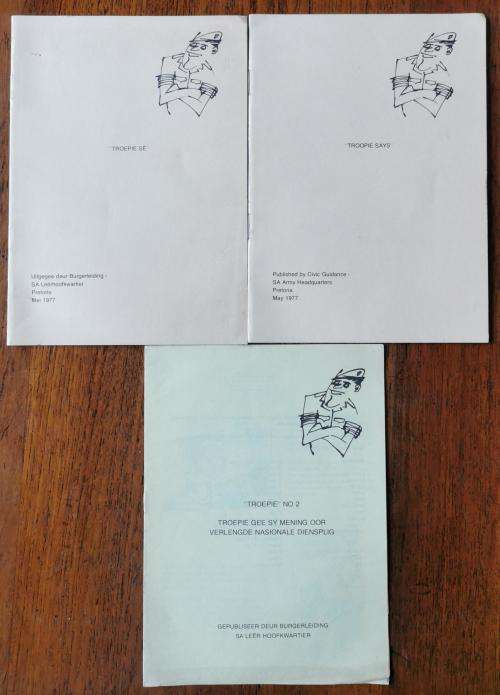 "TROEPIE SÊ
Uitgegee deur Burgerleiding -
SA Leërhoofkwartier
Pretoria
Mei 1977
"TROOPIE SAYS"
Published by Civic Guidance -
SA Army Headquarters
Pretoria
May 1977
"TROEPIE" NO 2
TROEPIE GEE SY MENING OOR
VERLENGDE NASIONALE DIENSPLIG
GEPUBLISEER DEUR BURGERLEIDING
SA LEËR HOOFKWARTIER